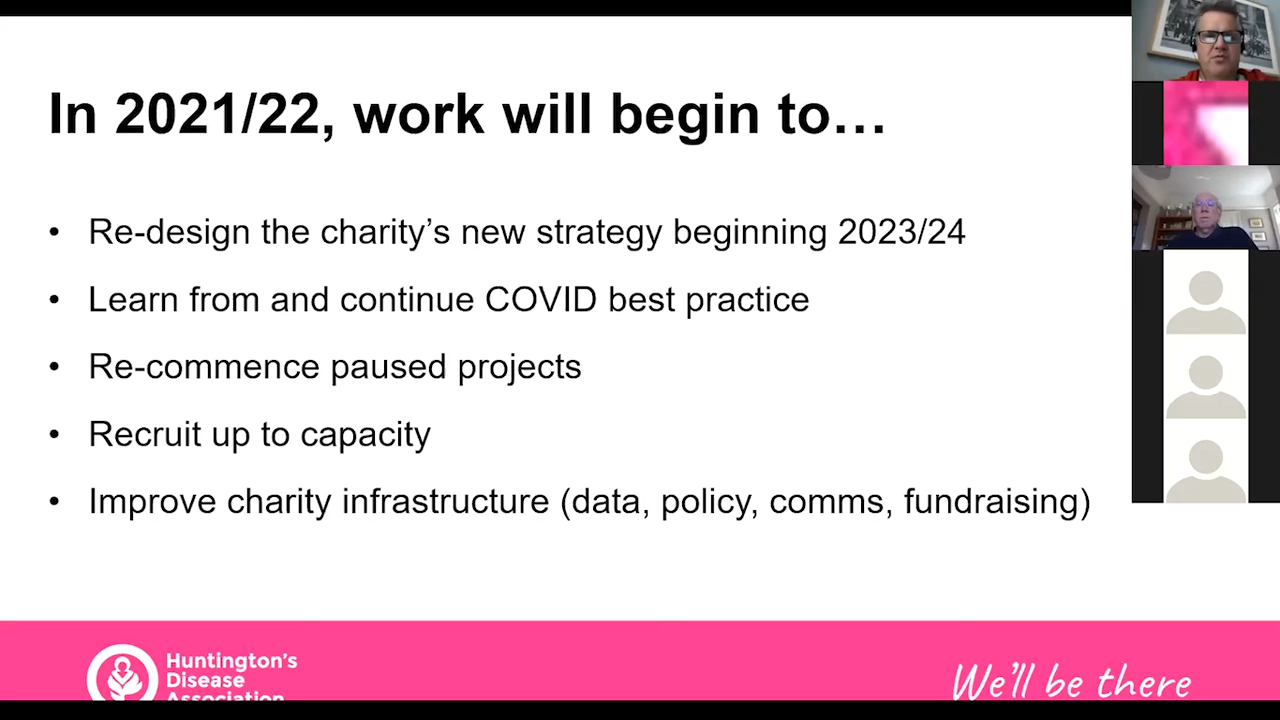 In 2021/22, work will begin to…
• Re-design the charity’s new strategy beginning 2023/24
• Learn from and continue COVID best practice
• Re-commence paused projects
• Recruit up to capacity
• Improve charity infrastructure (data, policy, comms, fundraising)
Huntington’s
Disease
Association
We’ll be there